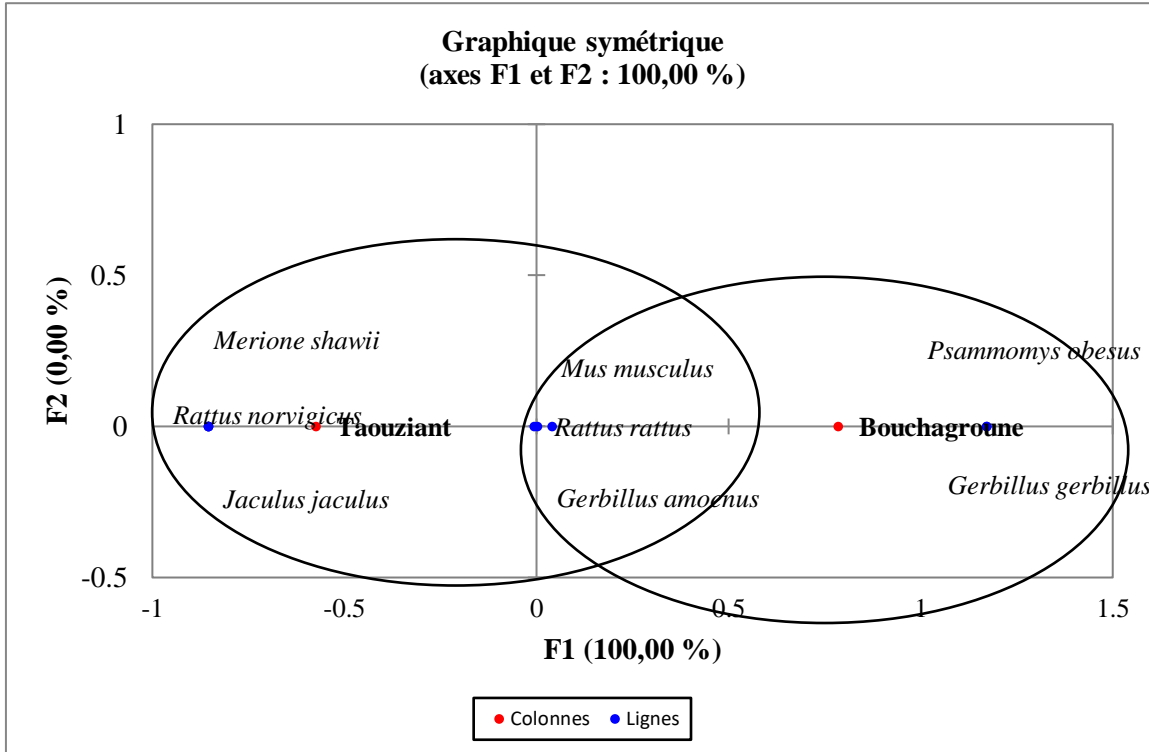 Graphique symétrique
(axes F1 et F2 : 100,00 %)
1
0.5
0
-0.5
F2 (0,00 %)
Merione shawii
Mus musculus
Psammomys obesus
Rattus norvigicus
Taouziant
Rattus rattus
Bouchagroune
Jaculus jaculus
Gerbillus amoenus
Gerbillus gerbillus
-1
-0.5
0
0.5
1
1.5
F1 (100,00 %)
Colonnes
Lignes